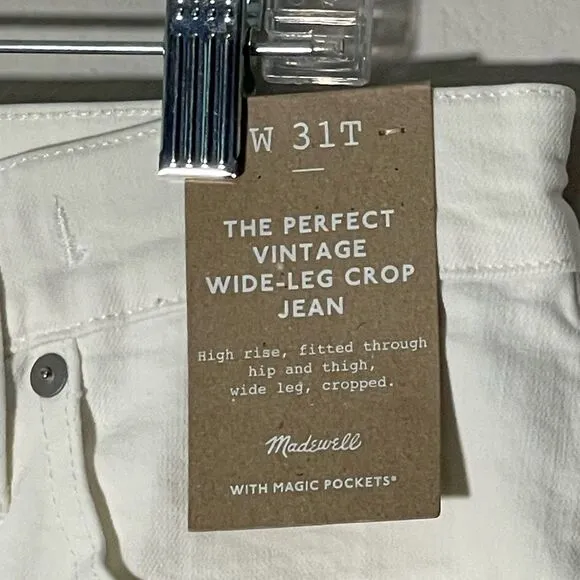 W 31T
THE PERFECT
VINTAGE
WIDE-LEG CROP
JEAN
High rise, fitted through
hip and thigh,
wide leg, cropped.
Madewell
WITH MAGIC POCKETS®